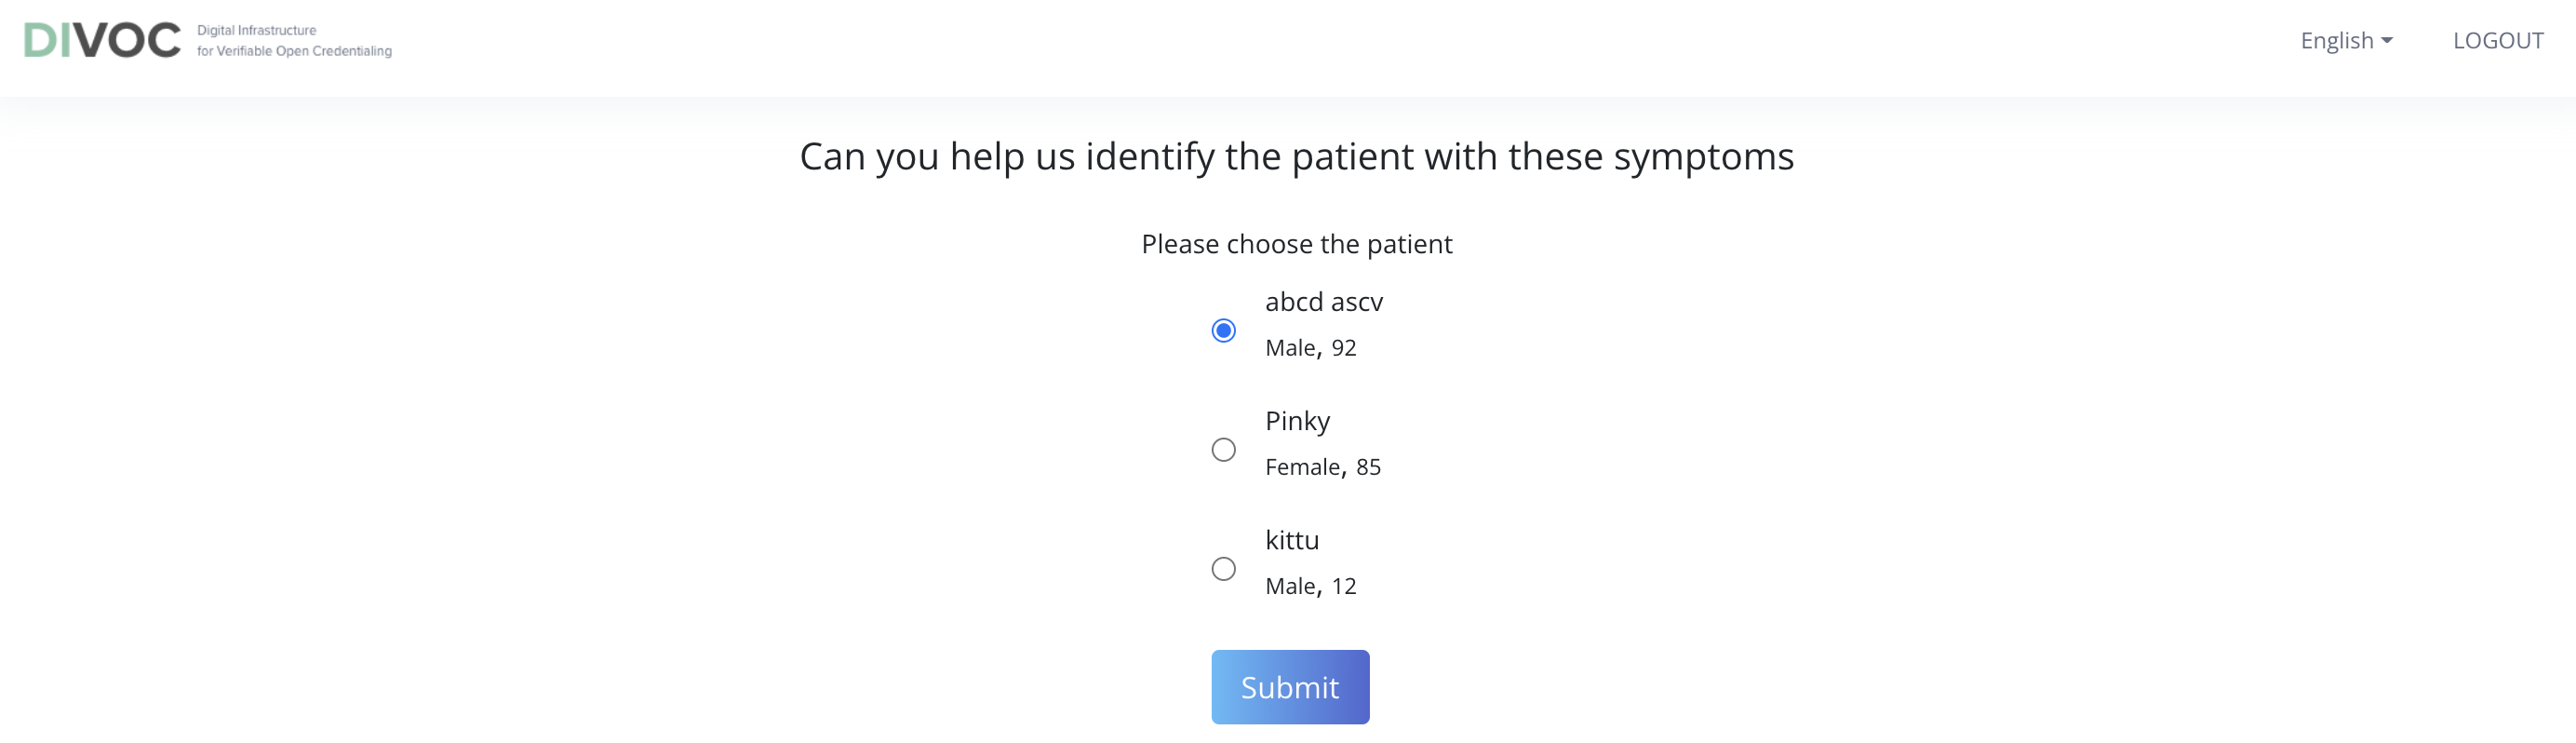 DIVOC
Digital Infrastructure
for Verifiable Open Credentialing
English
LOGOUT
Can you help us identify the patient with these symptoms
Please choose the patient
abcd ascv
Male, 92
Pinky
Female, 85
kittu
Male, 12
Submit